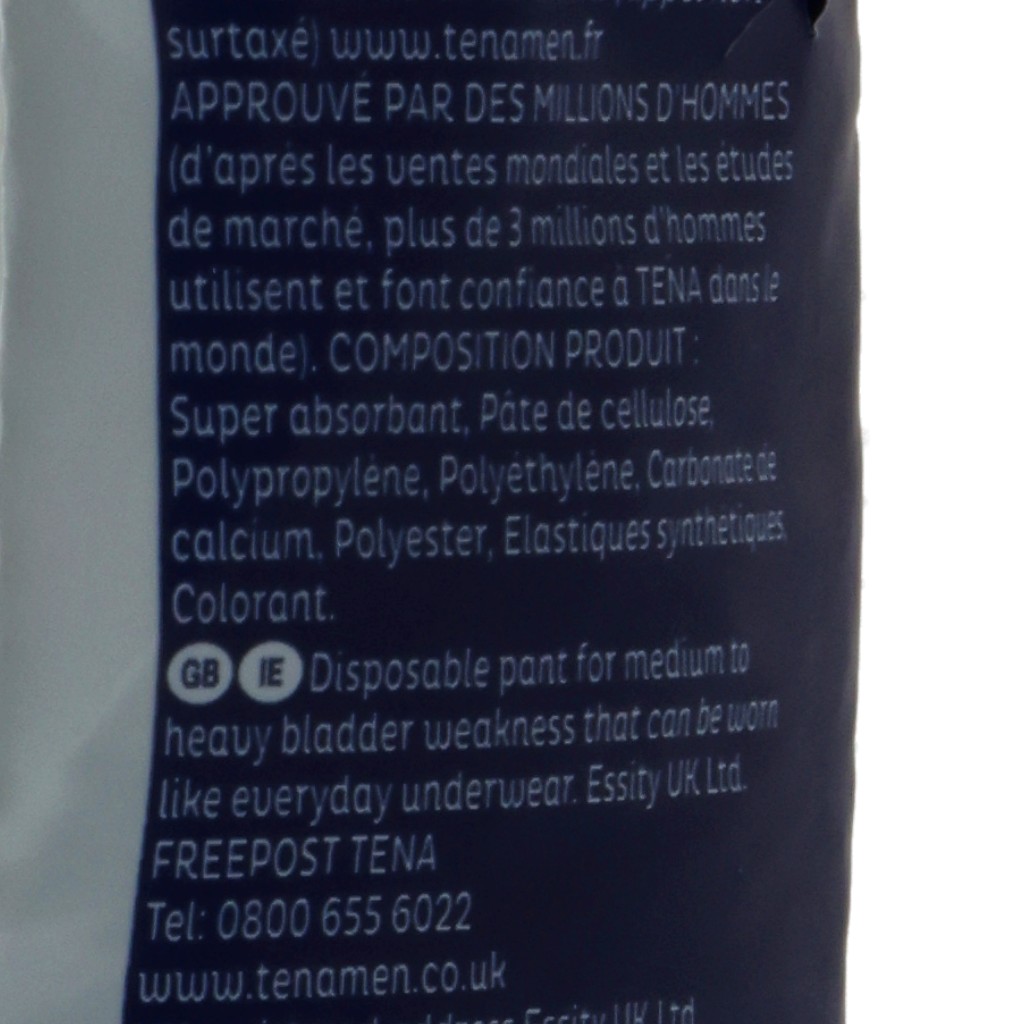 surtaxé) www.tenamen.fr
APPROUVÉ PAR DES MILLIONS D'HOMMES
(d'après les ventes mondiales et les études
de marché, plus de 3 millions d'hommes
utilisent et font confiance à TENA dans le
monde). COMPOSITION PRODUIT :
Super absorbant, Pâte de cellulose,
Polypropylène, Polyéthylène, Carbonate de
calcium, Polyester, Elastiques synthétiques,
Colorant.
GB IE Disposable pant for medium to
heavy bladder weakness that can be worn
like everyday underwear. Essity UK Ltd.
FREEPOST TENA
Tel: 0800 655 6022
www.tenamen.co.uk
Essity UK Ltd